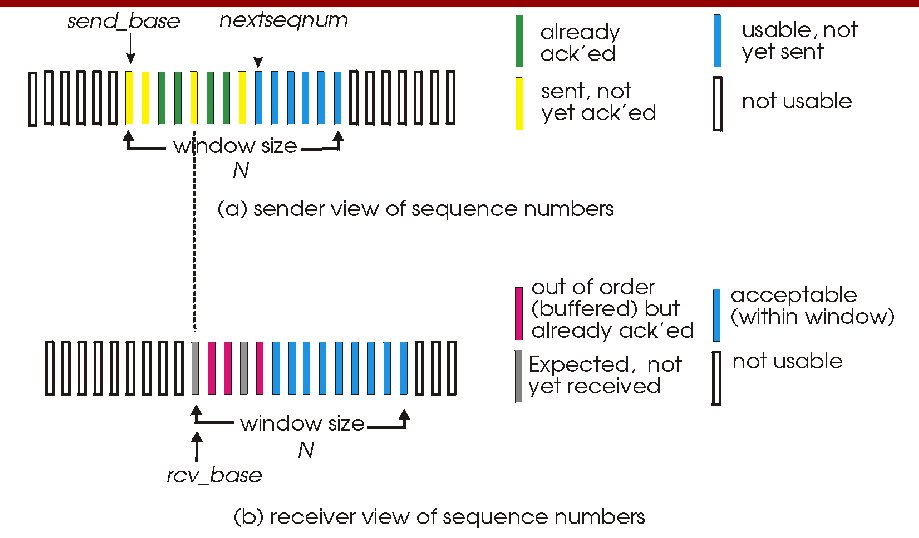 send_base
nextseqnum
already
ack'ed
usable, not
yet sent
sent, not
yet ack'ed
not usable
window size
N
(a) sender view of sequence numbers
out of order
(buffered) but
already ack'ed
acceptable
(within window)
Expected, not
yet received
not usable
window size
N
rcv_base
(b) receiver view of sequence numbers